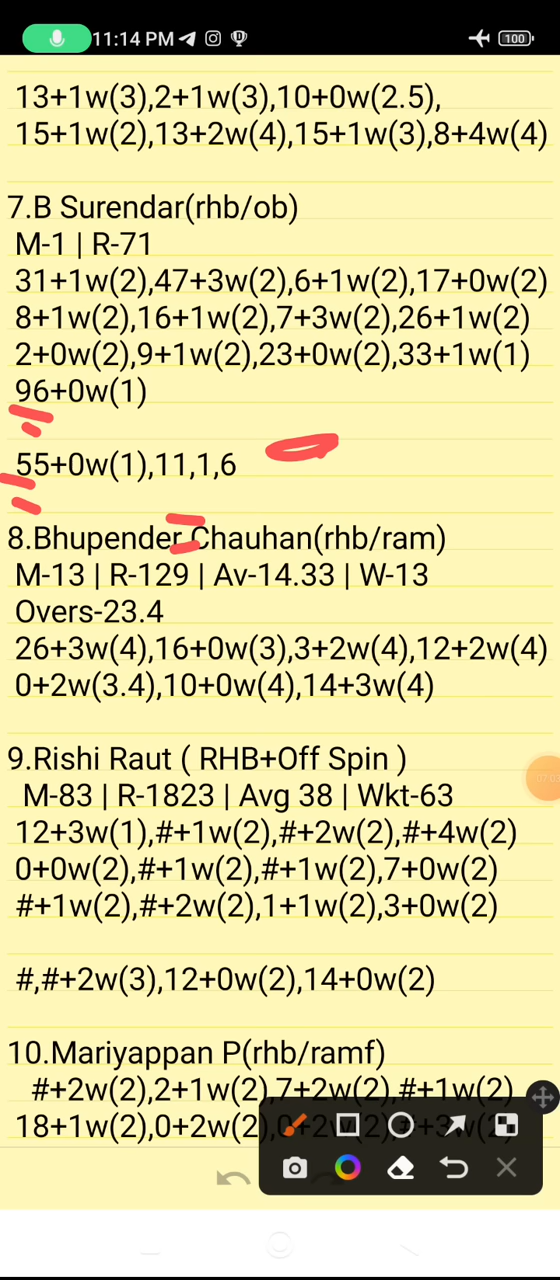 11:14 PM 100
13+1w(3),2+1w(3),10+0w(2.5),
15+1w(2),13+2w(4),15+1w(3),8+4w(4)
7.B Surendar(rhb/ob)
M-1 | R-71
31+1w(2),47+3w(2),6+1w(2),17+0w(2)
8+1w(2),16+1w(2),7+3w(2),26+1w(2)
2+0w(2),9+1w(2),23+0w(2),33+1w(1)
96+0w(1)
55+0w(1),11,1,6
8.Bhupender Chauhan(rhb/ram)
M-13 | R-129 | Av-14.33 | W-13
Overs-23.4
26+3w(4),16+0w(3),3+2w(4),12+2w(4)
0+2w(3.4),10+0w(4),14+3w(4)
9.Rishi Raut ( RHB+Off Spin )
M-83 | R-1823 | Avg 38 | Wkt-63
12+3w(1),#+1w(2),#+2w(2),#+4w(2)
0+0w(2),#+1w(2),#+1w(2),7+0w(2)
#+1w(2),#+2w(2),1+1w(2),3+0w(2)
#,#+2w(3),12+0w(2),14+0w(2)
10.Mariyappan P(rhb/ramf)
#+2w(2),2+1w(2),7+2w(2),#+1w(2)
18+1w(2),0+2w(2),0+2w(2),#+3w(2)